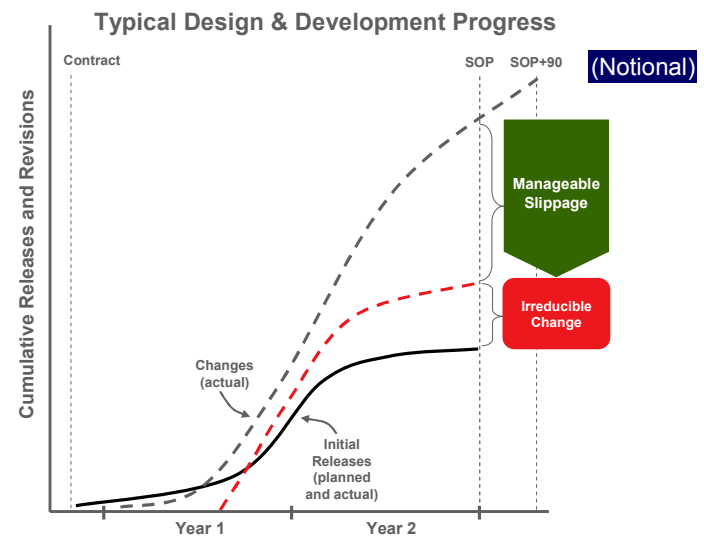 Typical Design & Development Progress
Contract
SOP
SOP+90
(Notional)
Cumulative Releases and Revisions
Manageable
Slippage
Irreducible
Change
Changes
(actual)
Initial
Releases
(planned
and actual)
Year 1
Year 2